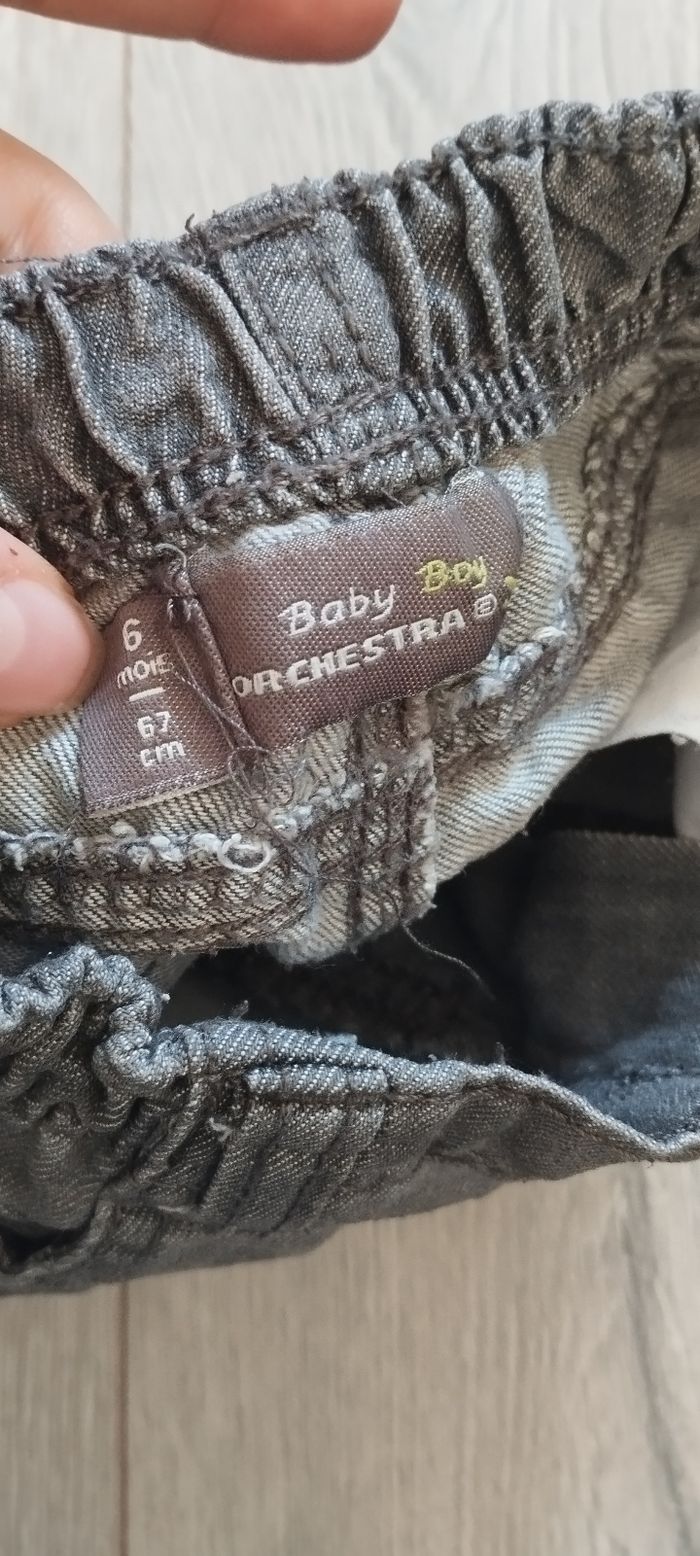 Baby Boy
ORCHESTRA ®
6
mois
67
cm